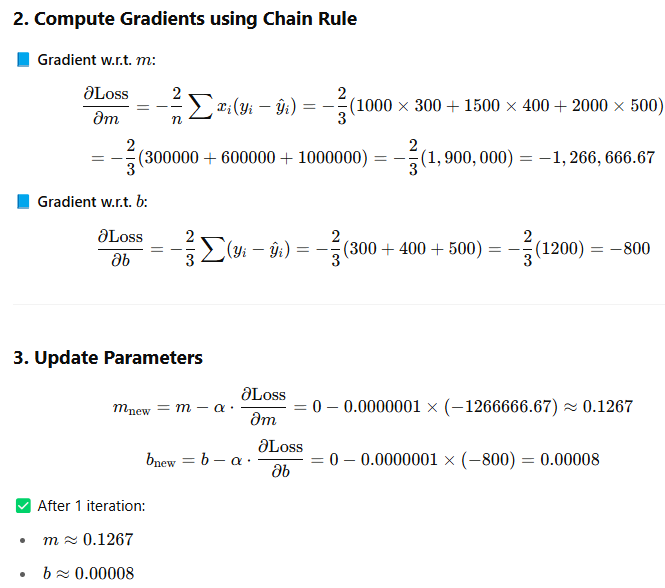 2. Compute Gradients using Chain Rule
📘 Gradient w.r.t. m:
∂Loss/∂m = −2/n ∑ xᵢ(yᵢ − ŷᵢ) = −2/3(1000 × 300 + 1500 × 400 + 2000 × 500)
= −2/3(300000 + 600000 + 1000000) = −2/3(1,900,000) = −1,266,666.67
📘 Gradient w.r.t. b:
∂Loss/∂b = −2/3 ∑(yᵢ − ŷᵢ) = −2/3(300 + 400 + 500) = −2/3(1200) = −800
3. Update Parameters
m_new = m − α · ∂Loss/∂m = 0 − 0.0000001 × (−1266666.67) ≈ 0.1267
b_new = b − α · ∂Loss/∂b = 0 − 0.0000001 × (−800) = 0.00008
✅ After 1 iteration:
• m ≈ 0.1267
• b ≈ 0.00008